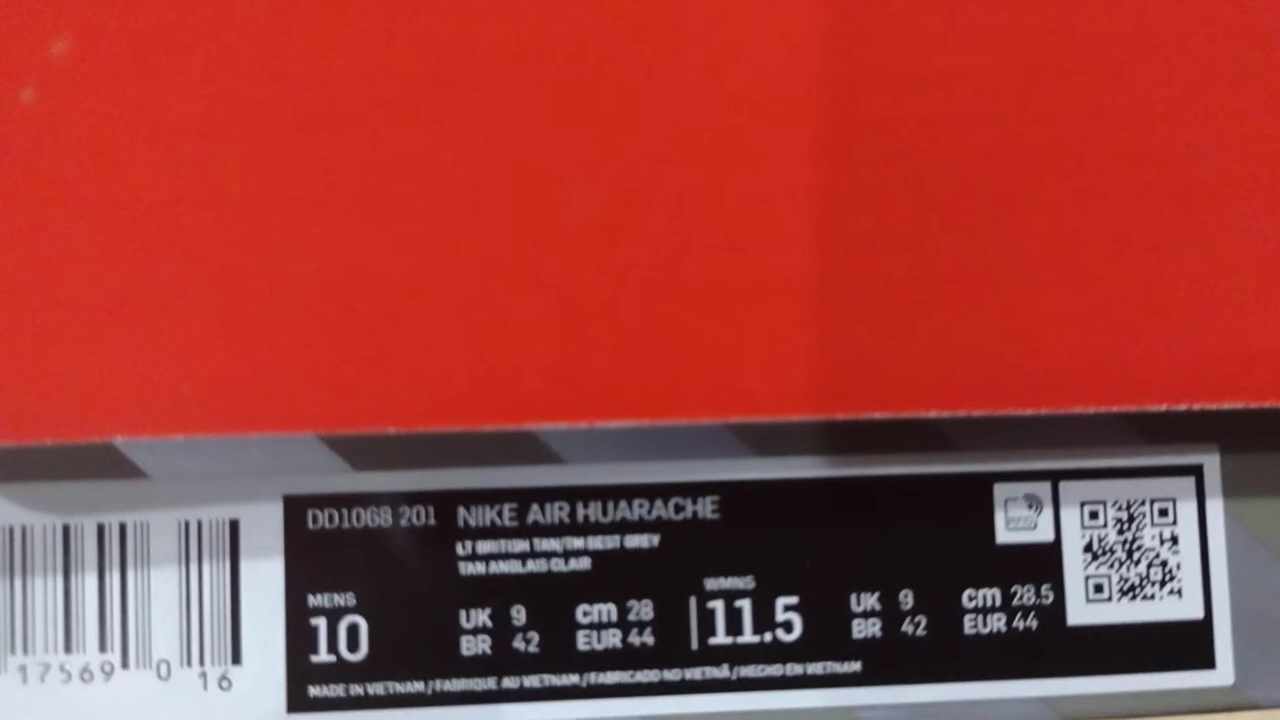 DD1068 201 NIKE AIR HUARACHE
LT BRITISH TAN/TM BEST GREY
TAN ANGLAIS CLAIR
RFID
MENS
10
UK 9 cm 28
BR 42 EUR 44
WMNS
11.5
UK 9 cm 28.5
BR 42 EUR 44
MADE IN VIETNAM / FABRIQUE AU VIETNAM / FABRICADO NO VIETNÃ / HECHO EN VIETNAM
17569 0 16